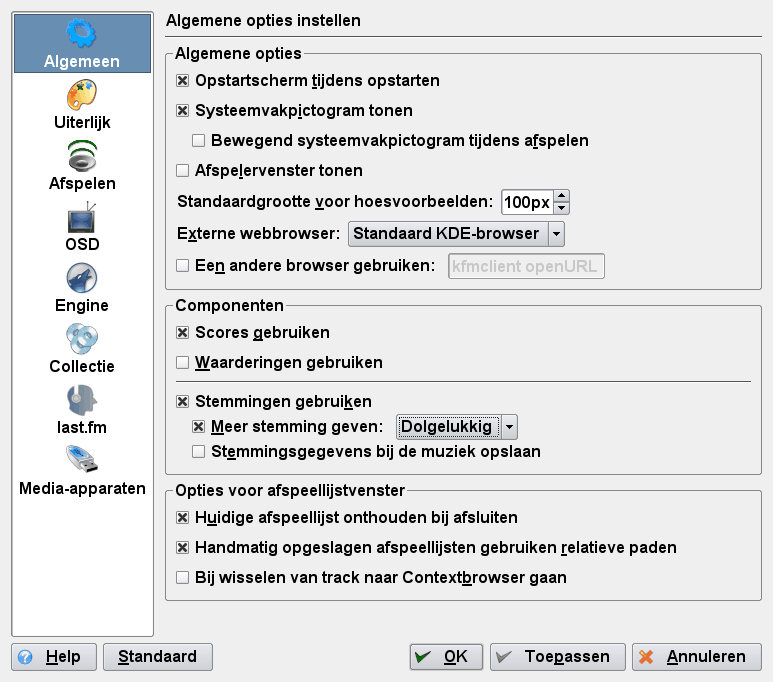 Algemeen
Uiterlijk
Afspelen
OSD
Engine
Collectie
last.fm
Media-apparaten
Algemene opties instellen
Algemene opties
Opstartscherm tijdens opstarten
Systeemvakpictogram tonen
Bewegend systeemvakpictogram tijdens afspelen
Afspelervenster tonen
Standaardgrootte voor hoesvoorbeelden: 100px
Externe webbrowser: Standaard KDE-browser
Een andere browser gebruiken: kfmclient openURL
Componenten
Scores gebruiken
Waarderingen gebruiken
Stemmingen gebruiken
Meer stemming geven: Dolgelukkig
Stemmingsgegevens bij de muziek opslaan
Opties voor afspeellijstvenster
Huidige afspeellijst onthouden bij afsluiten
Handmatig opgeslagen afspeellijsten gebruiken relatieve paden
Bij wisselen van track naar Contextbrowser gaan
Help Standaard OK Toepassen Annuleren